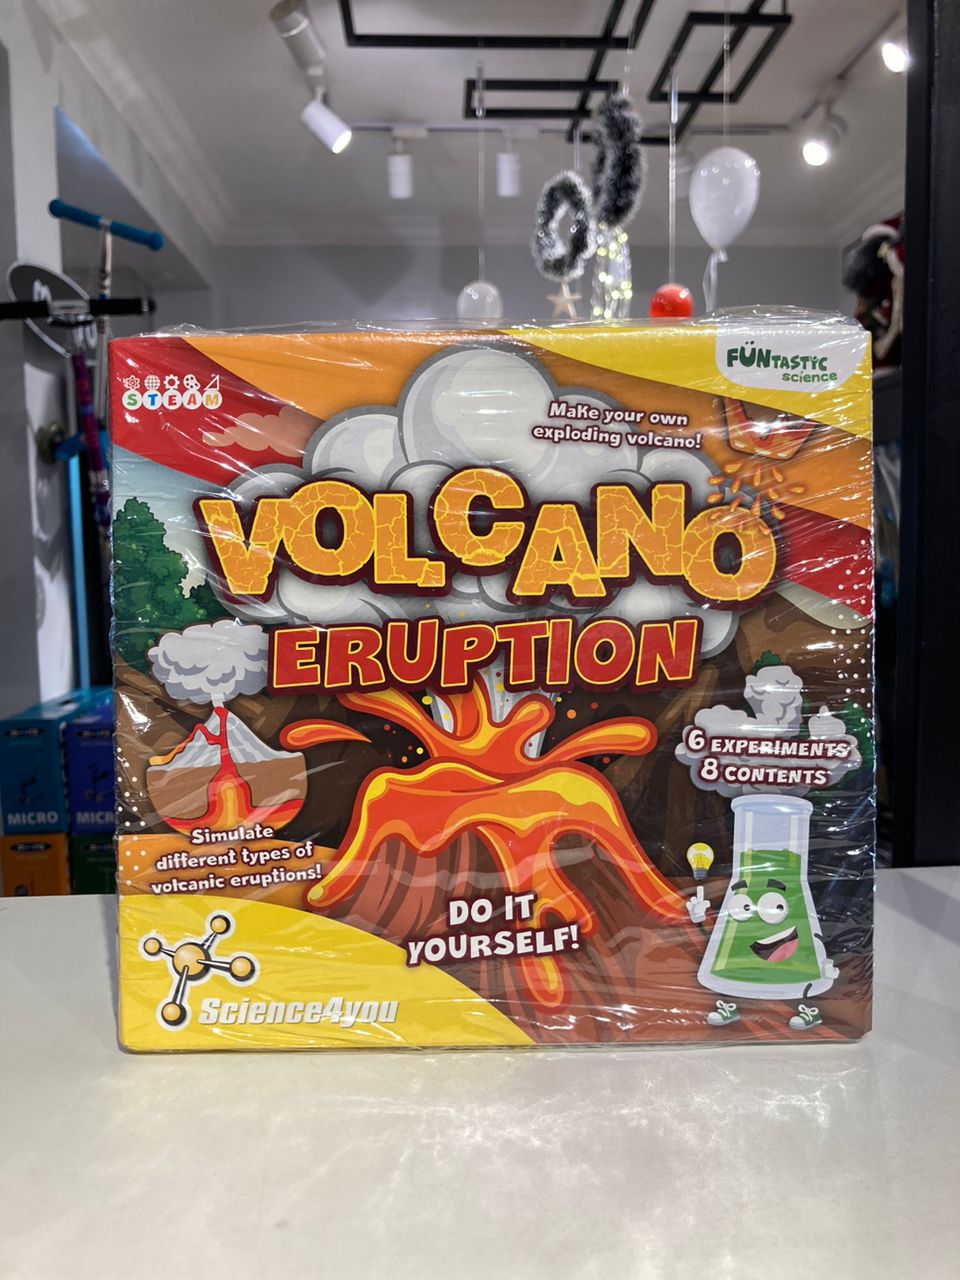 FÜNTASTIC
science
STEAM
Make your own
exploding volcano!
VOLCANO
ERUPTION
6 EXPERIMENTS
8 CONTENTS
Simulate
different types of
volcanic eruptions!
DO IT
YOURSELF!
Science4you
MICRO
MICR